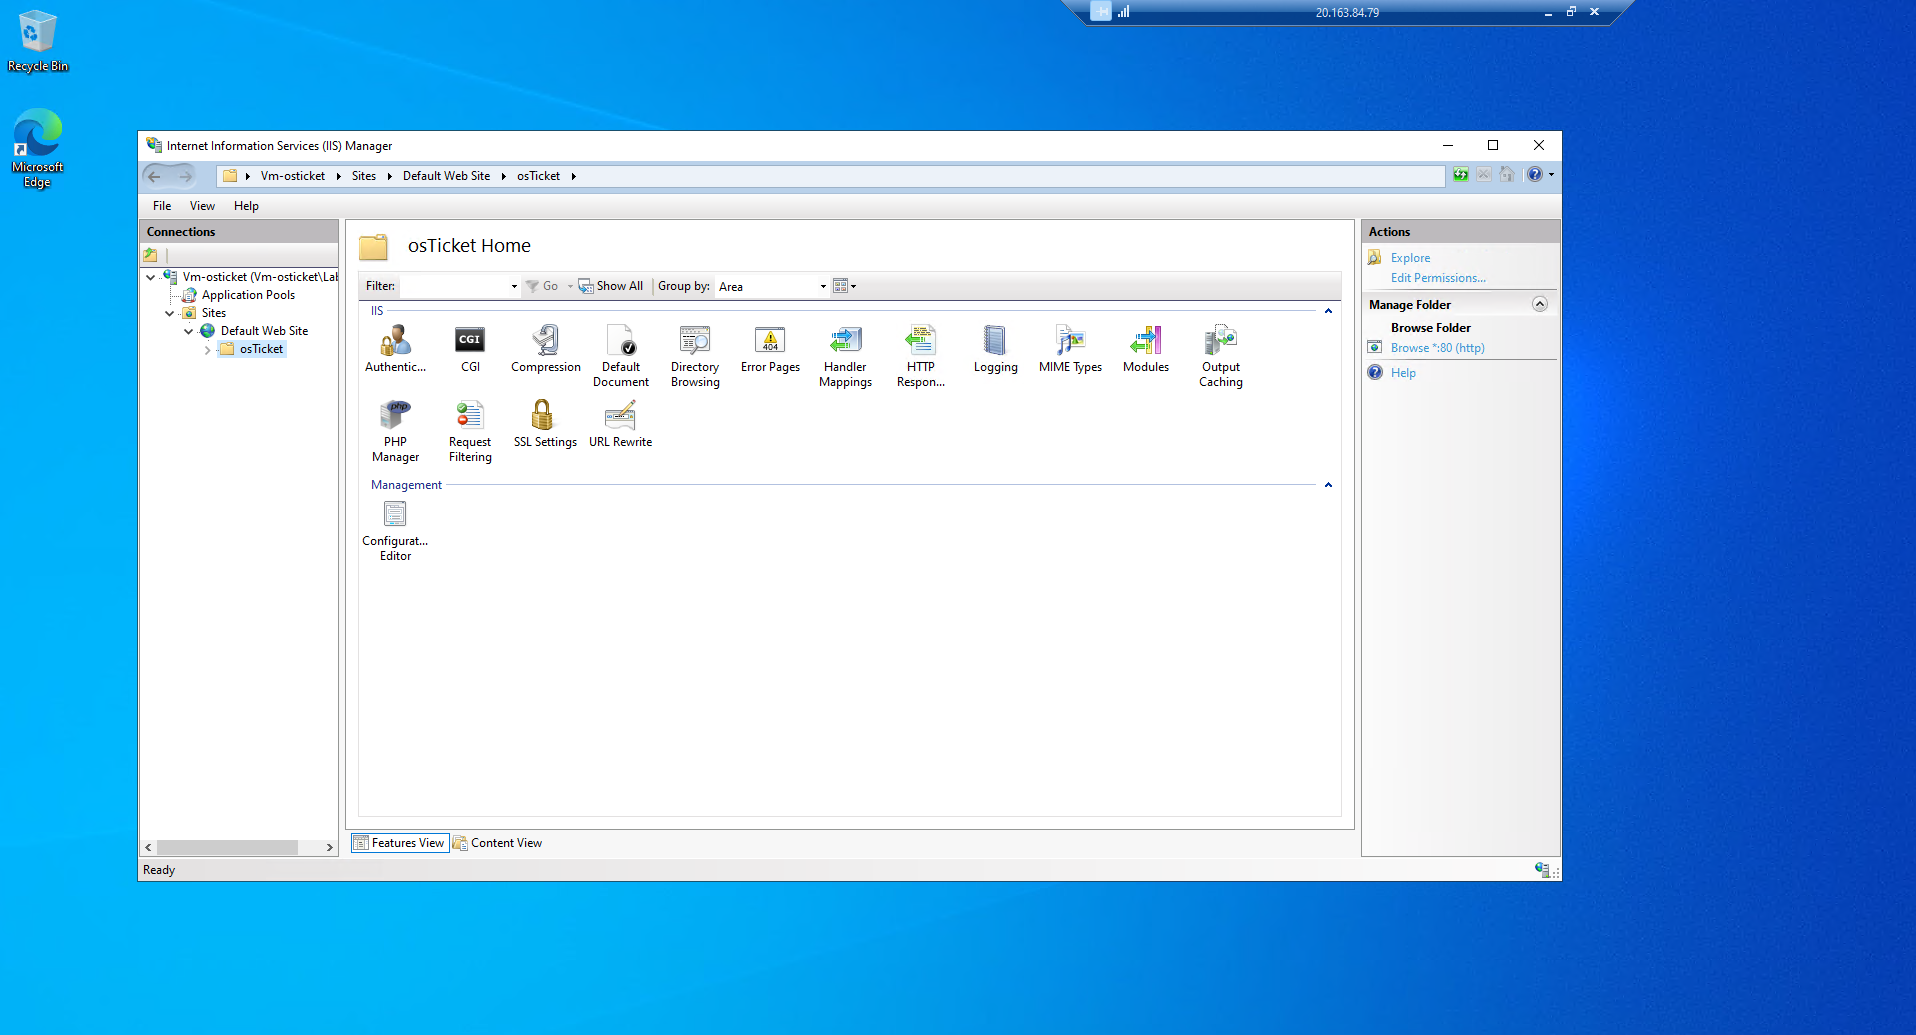 20.163.84.79
Recycle Bin
Microsoft
Edge
Internet Information Services (IIS) Manager
Vm-osticket Sites Default Web Site osTicket
File View Help
Connections
Vm-osticket (Vm-osticket\Lab
Application Pools
Sites
Default Web Site
osTicket
osTicket Home
Filter: Go Show All Group by: Area
IIS
Authentic... CGI Compression Default Document Directory Browsing Error Pages Handler Mappings HTTP Respon... Logging MIME Types Modules Output Caching
PHP Manager Request Filtering SSL Settings URL Rewrite
Management
Configurat... Editor
Features View Content View
Actions
Explore
Edit Permissions...
Manage Folder
Browse Folder
Browse *:80 (http)
Help
Ready